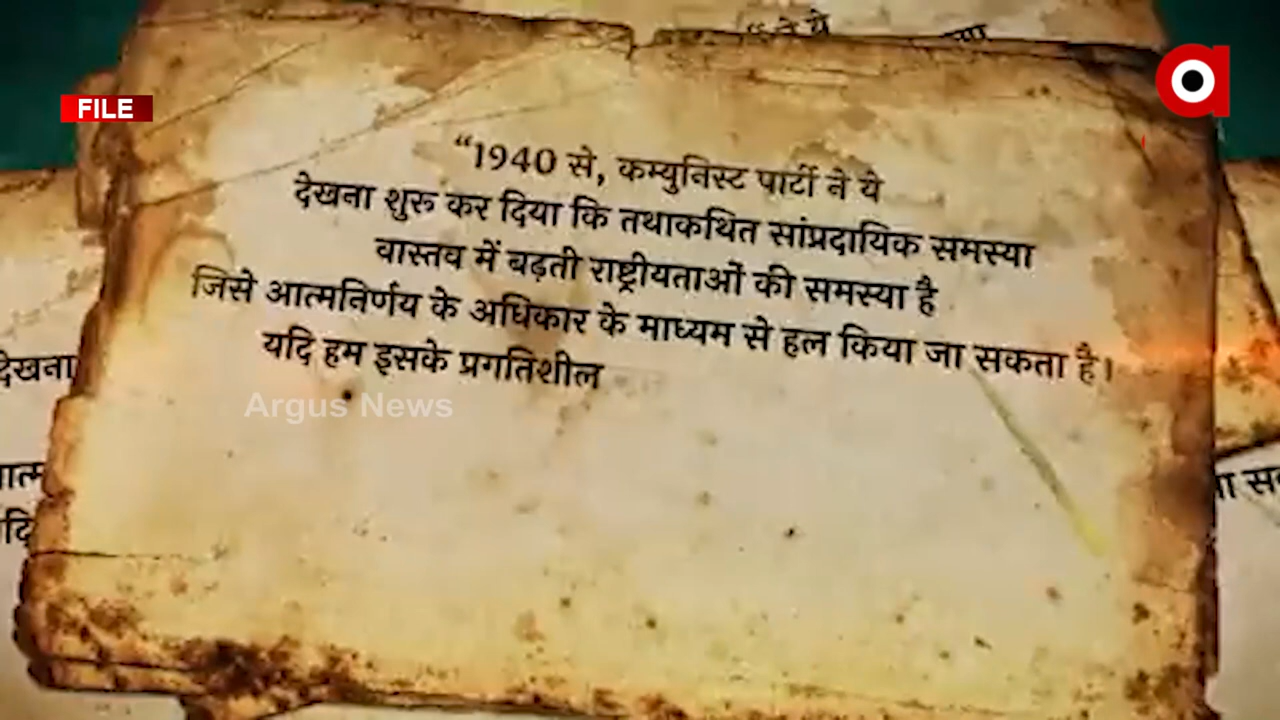 FILE
“1940 से, कम्युनिस्ट पार्टी ने ये
देखना शुरू कर दिया कि तथाकथित सांप्रदायिक समस्या
वास्तव में बढ़ती राष्ट्रीयताओं की समस्या है
जिसे आत्मनिर्णय के अधिकार के माध्यम से हल किया जा सकता है।
यदि हम इसके प्रगतिशील
Argus News
देखना